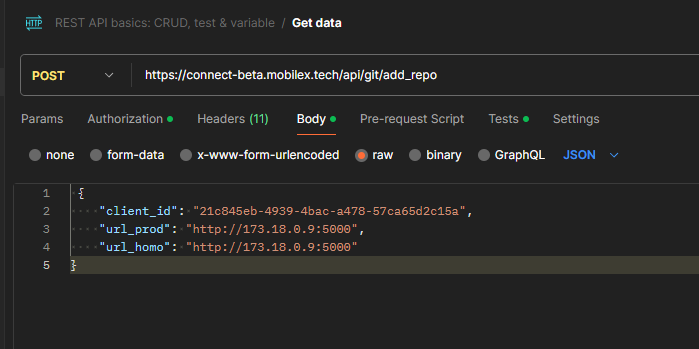 HTTP REST API basics: CRUD, test & variable / Get data
POST https://connect-beta.mobilex.tech/api/git/add_repo
Params Authorization Headers (11) Body Pre-request Script Tests Settings
none form-data x-www-form-urlencoded raw binary GraphQL JSON
1 {
2 "client_id": "21c845eb-4939-4bac-a478-57ca65d2c15a",
3 "url_prod": "http://173.18.0.9:5000",
4 "url_homo": "http://173.18.0.9:5000"
5 }